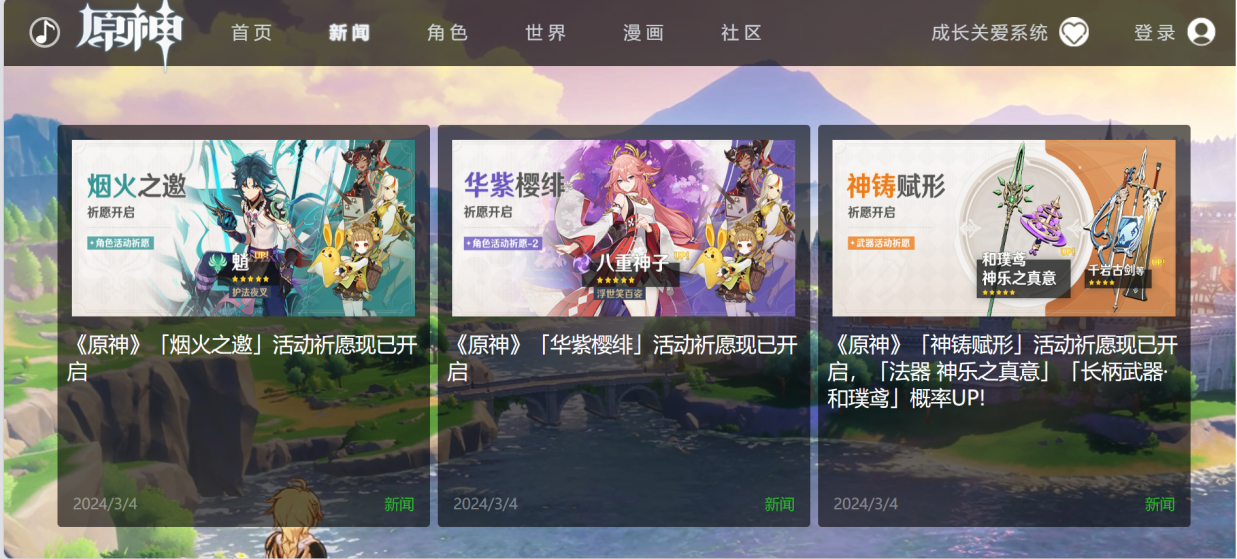 原神
首页
新闻
角色
世界
漫画
社区
成长关爱系统
登录
烟火之邀
祈愿开启
角色活动祈愿
魈
UP!
护法夜叉
《原神》「烟火之邀」活动祈愿现已开
启
2024/3/4
新闻
华紫樱绯
祈愿开启
角色活动祈愿-2
八重神子
UP!
浮世笑百姿
《原神》「华紫樱绯」活动祈愿现已开
启
2024/3/4
新闻
神铸赋形
祈愿开启
武器活动祈愿
UP!
和璞鸢
神乐之真意
UP!
千岩古剑等
《原神》「神铸赋形」活动祈愿现已开
启，「法器 神乐之真意」「长柄武器·
和璞鸢」概率UP!
2024/3/4
新闻